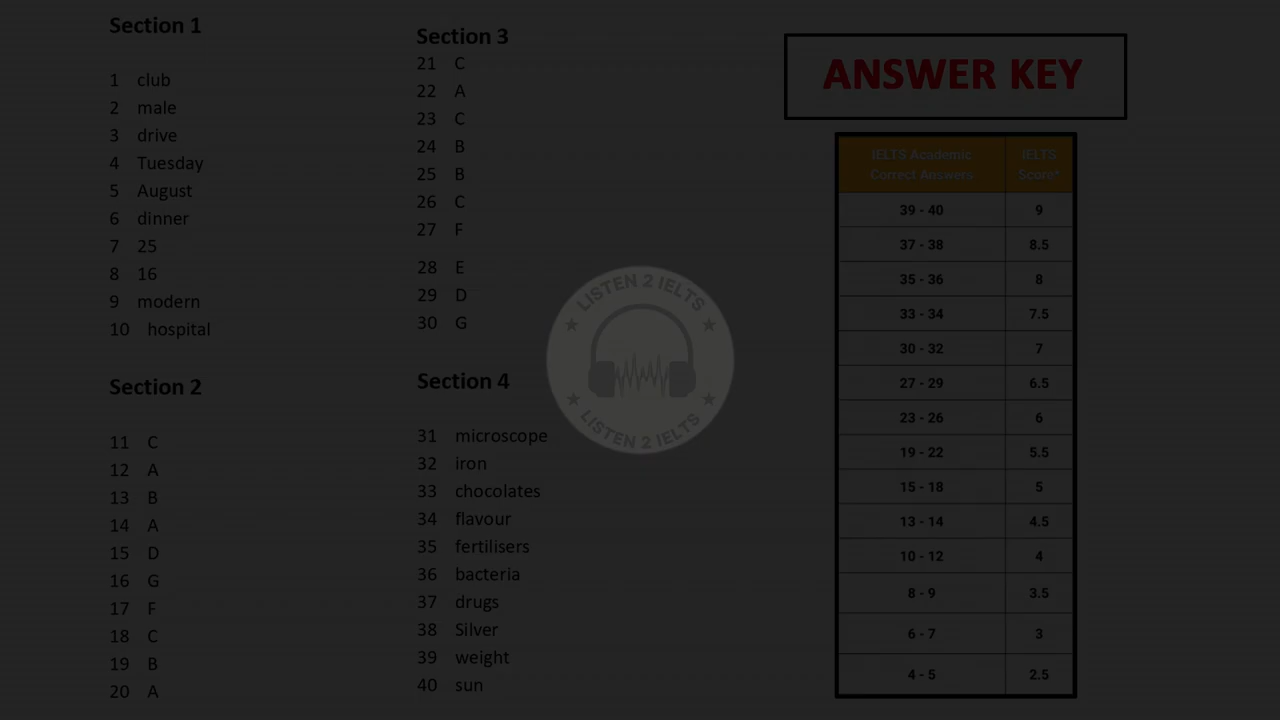 Section 1
1 club
2 male
3 drive
4 Tuesday
5 August
6 dinner
7 25
8 16
9 modern
10 hospital
Section 2
11 C
12 A
13 B
14 A
15 D
16 G
17 F
18 C
19 B
20 A
Section 3
21 C
22 A
23 C
24 B
25 B
26 C
27 F
28 E
29 D
30 G
Section 4
31 microscope
32 iron
33 chocolates
34 flavour
35 fertilisers
36 bacteria
37 drugs
38 Silver
39 weight
40 sun
LISTEN 2 IELTS
LISTEN 2 IELTS
ANSWER KEY
IELTS Academic IELTS
Correct Answers Score*
39 - 40 9
37 - 38 8.5
35 - 36 8
33 - 34 7.5
30 - 32 7
27 - 29 6.5
23 - 26 6
19 - 22 5.5
15 - 18 5
13 - 14 4.5
10 - 12 4
8 - 9 3.5
6 - 7 3
4 - 5 2.5